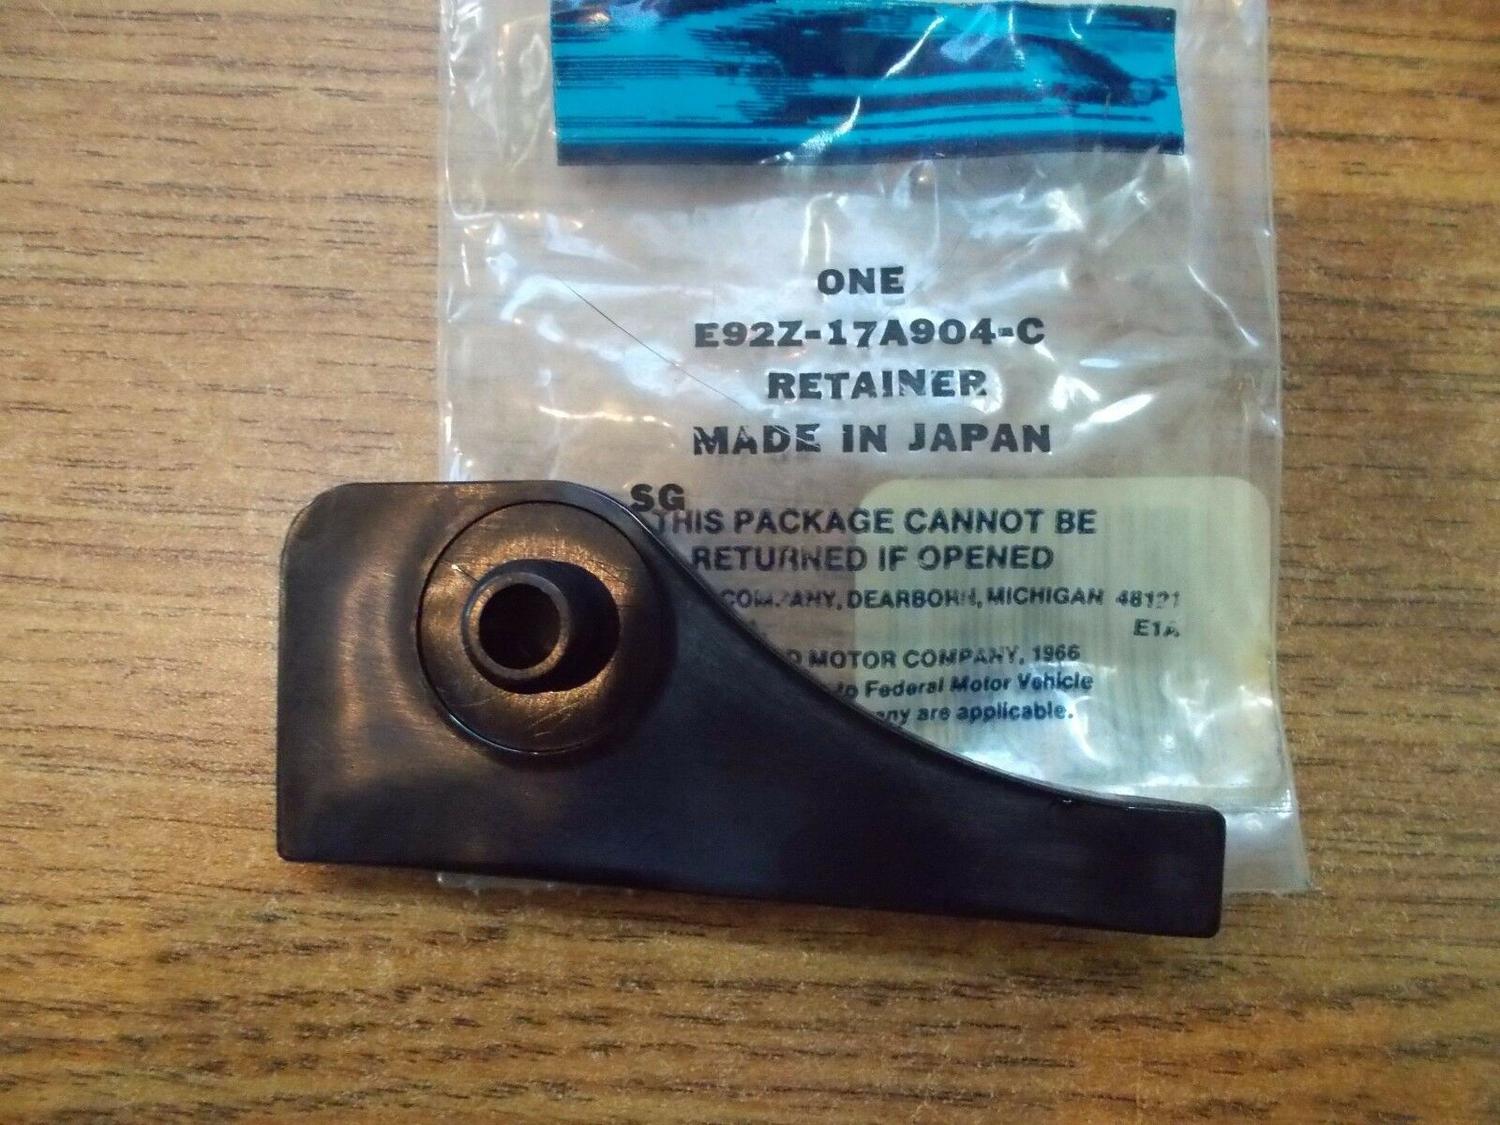 ONE
E92Z-17A904-C
RETAINER
MADE IN JAPAN
SG
THIS PACKAGE CANNOT BE
RETURNED IF OPENED
COMPANY, DEARBORN, MICHIGAN 48121
E1A
MOTOR COMPANY, 1966
to Federal Motor Vehicle
any are applicable.